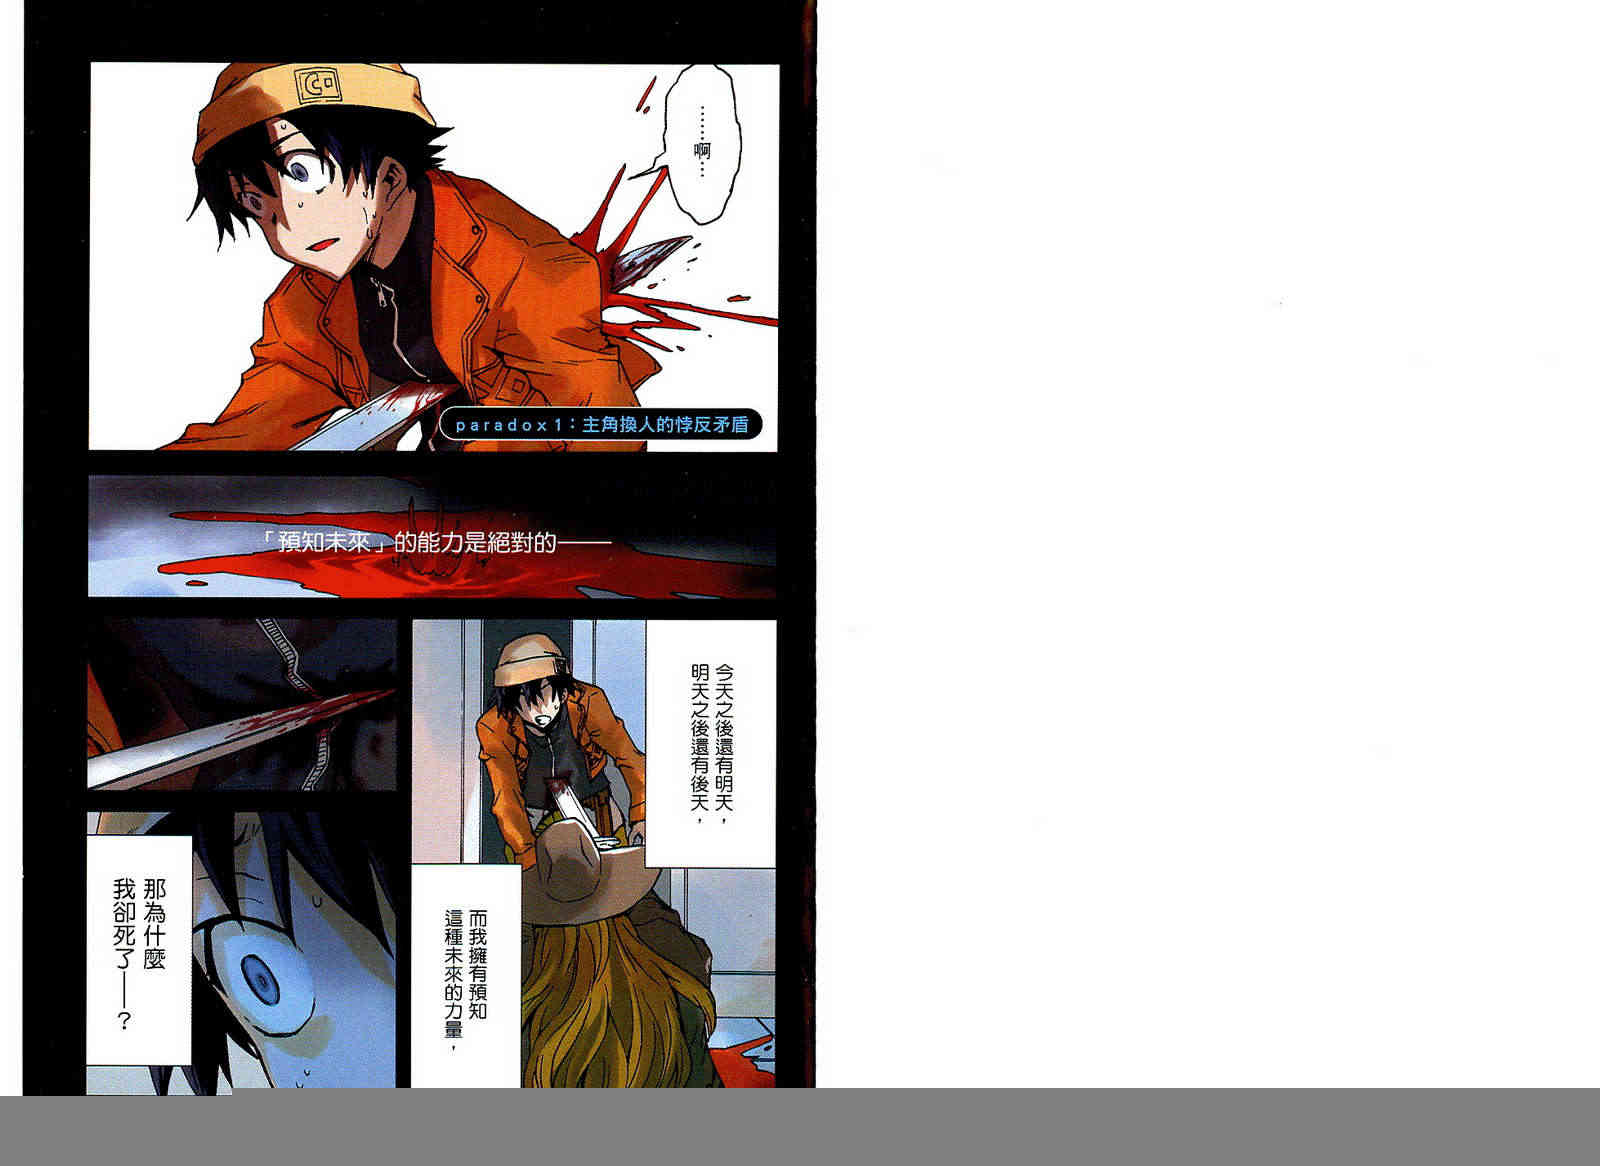 ……啊…
paradox1：主角換人的悖反矛盾
「預知未來」的能力是絕對的——
今天之後還有明天，
明天之後還有後天，
而我擁有預知
這種未來的力量，
那為什麼
我卻死了——？